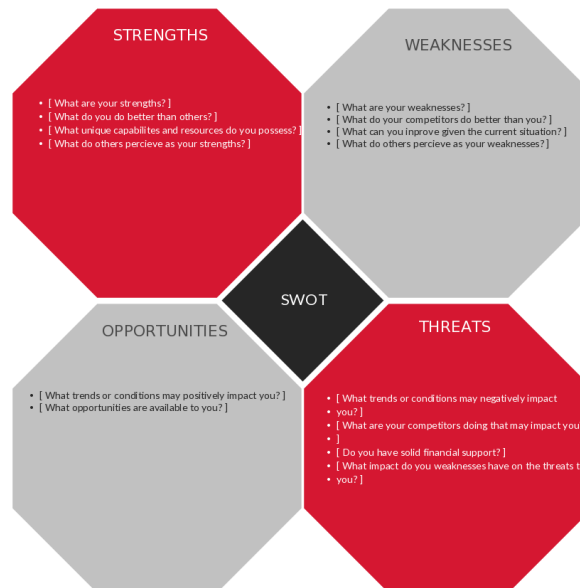 STRENGTHS
• [ What are your strengths? ]
• [ What do you do better than others? ]
• [ What unique capabilites and resources do you possess? ]
• [ What do others percieve as your strengths? ]
WEAKNESSES
• [ What are your weaknesses? ]
• [ What do your competitors do better than you? ]
• [ What can you inprove given the current situation? ]
• [ What do others percieve as your weaknesses? ]
SWOT
OPPORTUNITIES
• [ What trends or conditions may positively impact you? ]
• [ What opportunities are available to you? ]
THREATS
• [ What trends or conditions may negatively impact
• you? ]
• [ What are your competitors doing that may impact you
• ]
• [ Do you have solid financial support? ]
• [ What impact do you weaknesses have on the threats t
• you? ]